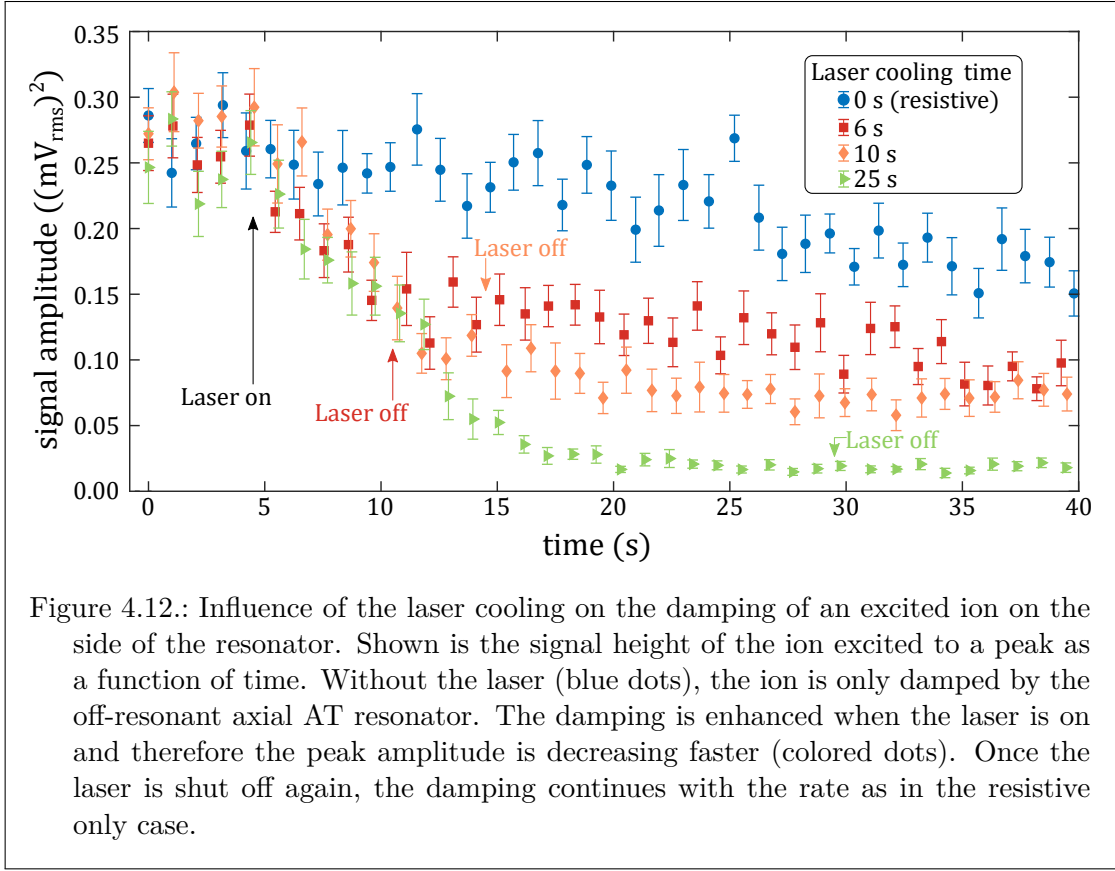 0.35
0.30
0.25
0.20
0.15
0.10
0.05
0.00
signal amplitude ((mVrms)²)
Laser cooling time
0 s (resistive)
6 s
10 s
25 s
Laser off
Laser on
Laser off
Laser off
0 5 10 15 20 25 30 35 40
time (s)
Figure 4.12.: Influence of the laser cooling on the damping of an excited ion on the
side of the resonator. Shown is the signal height of the ion excited to a peak as
a function of time. Without the laser (blue dots), the ion is only damped by the
off-resonant axial AT resonator. The damping is enhanced when the laser is on
and therefore the peak amplitude is decreasing faster (colored dots). Once the
laser is shut off again, the damping continues with the rate as in the resistive
only case.